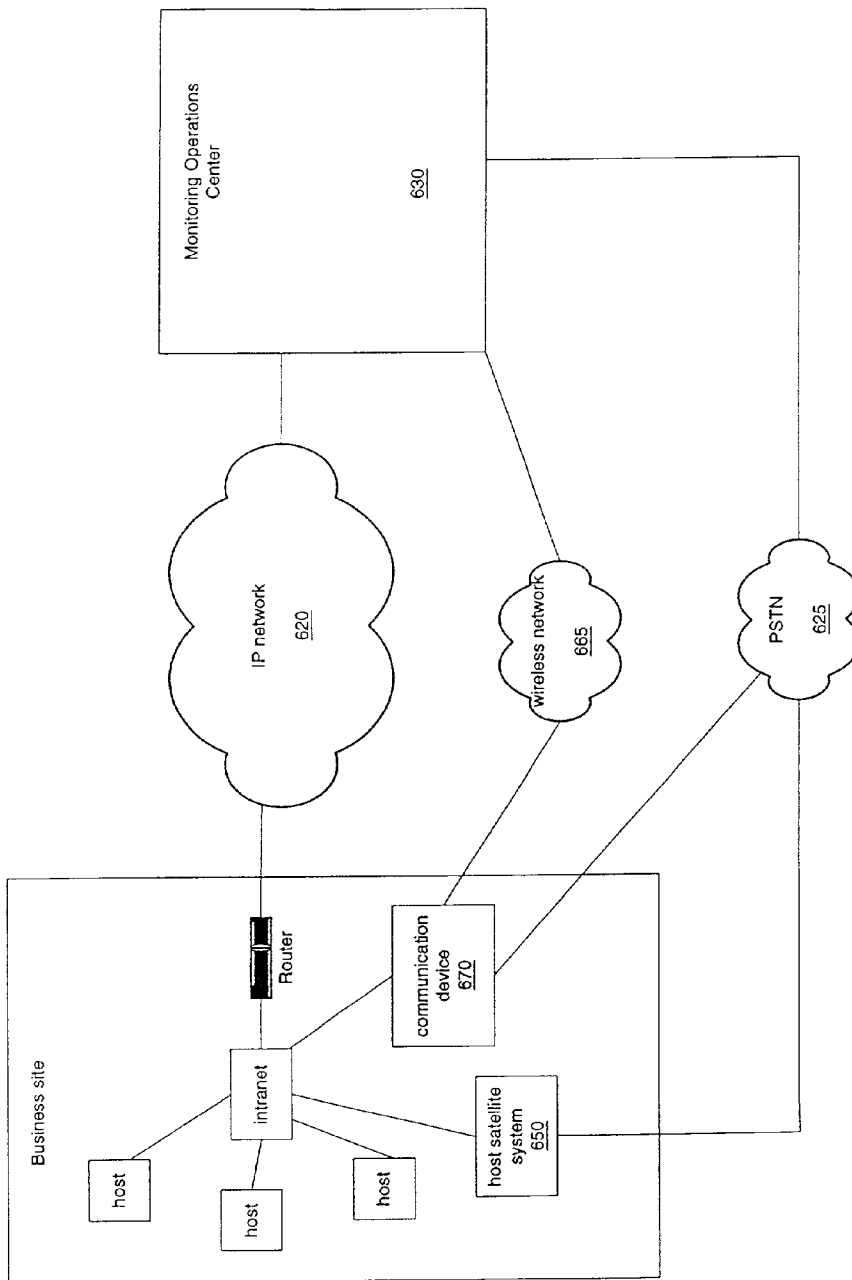 Business site
host
host
host
intranet
Router
host satellite
system
650
communication
device
670
IP network
620
wireless network
665
PSTN
625
Monitoring Operations
Center
630